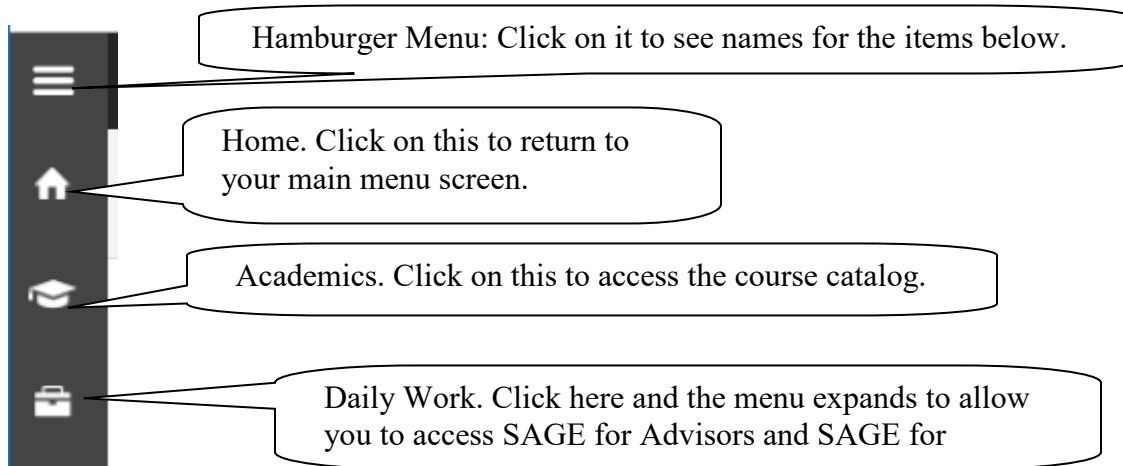 Hamburger Menu: Click on it to see names for the items below.
Home. Click on this to return to
your main menu screen.
Academics. Click on this to access the course catalog.
Daily Work. Click here and the menu expands to allow
you to access SAGE for Advisors and SAGE for